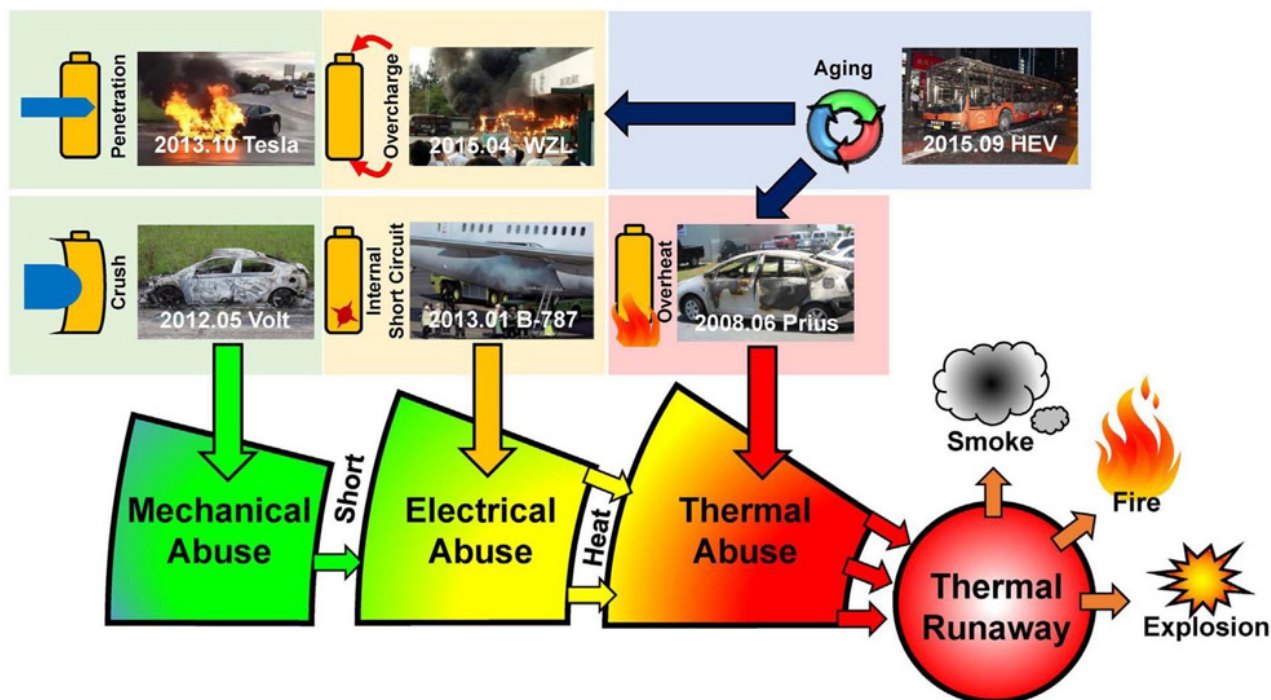 Penetration
2013.10 Tesla
Overcharge
2015.04, WZL
Aging
2015.09 HEV
Crush
2012.05 Volt
Internal
Short Circuit
2013.01 B-787
Overheat
2008.06 Prius
Mechanical
Abuse
Short
Electrical
Abuse
Heat
Thermal
Abuse
Thermal
Runaway
Smoke
Fire
Explosion